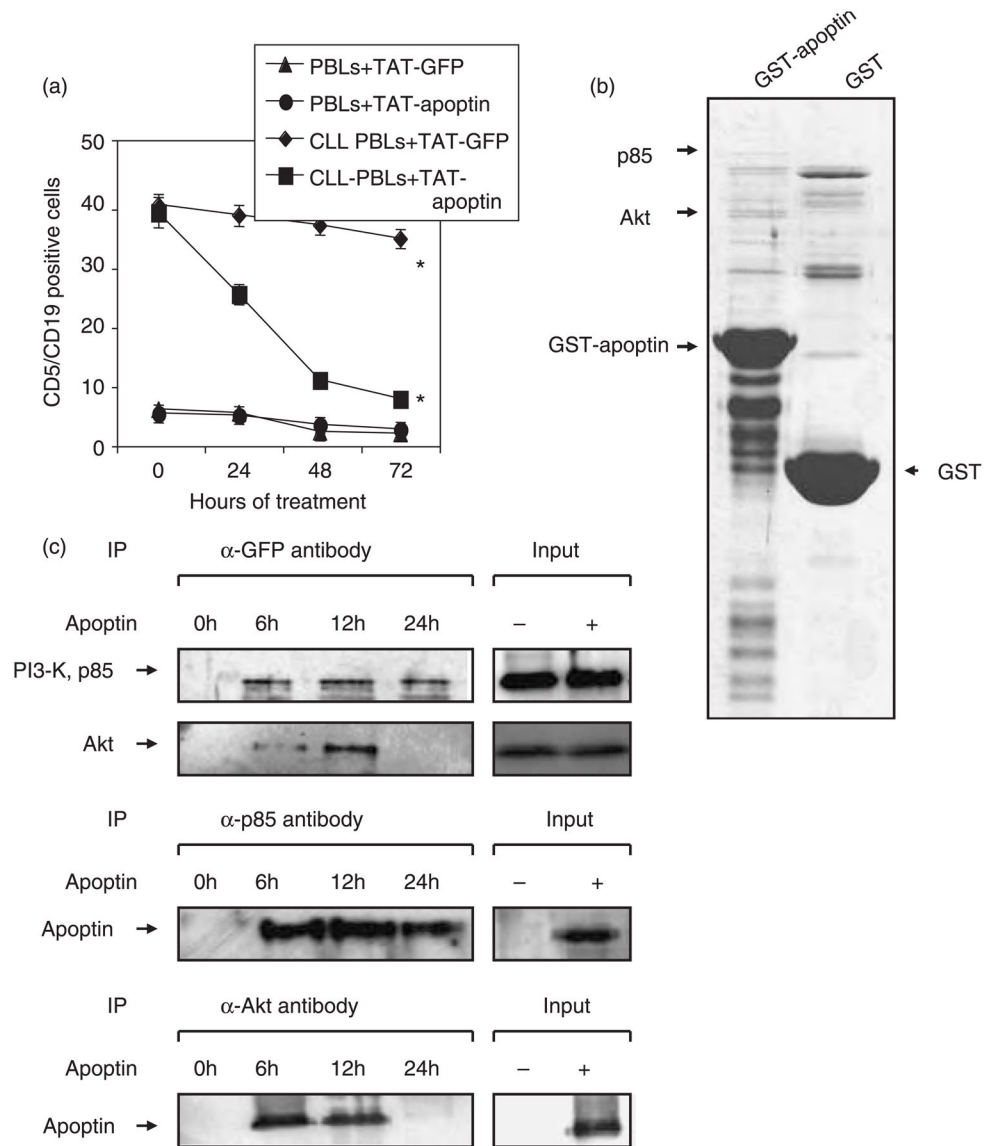 (a)
PBLs+TAT-GFP
PBLs+TAT-apoptin
CLL PBLs+TAT-GFP
CLL-PBLs+TAT-
apoptin
CD5/CD19 positive cells
50
40
30
20
10
0
*
*
0 24 48 72
Hours of treatment
(b)
GST-apoptin
GST
p85
Akt
GST-apoptin
GST
(c)
IP α-GFP antibody Input
Apoptin 0h 6h 12h 24h – +
PI3-K, p85
Akt
IP α-p85 antibody Input
Apoptin 0h 6h 12h 24h – +
Apoptin
IP α-Akt antibody Input
Apoptin 0h 6h 12h 24h – +
Apoptin